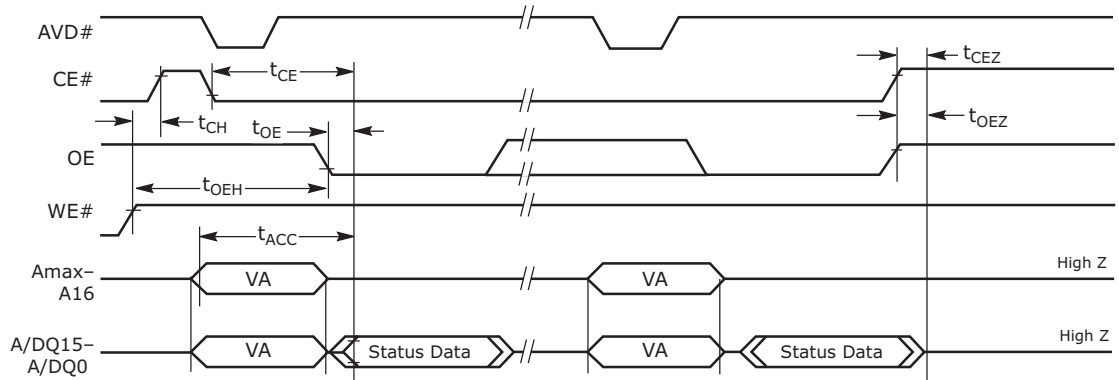 AVD#
CE#
tCE
tCEZ
tCH
tOE
tOEZ
OE
tOEH
WE#
tACC
Amax–
A16
VA
VA
High Z
A/DQ15–
A/DQ0
VA
Status Data
VA
Status Data
High Z